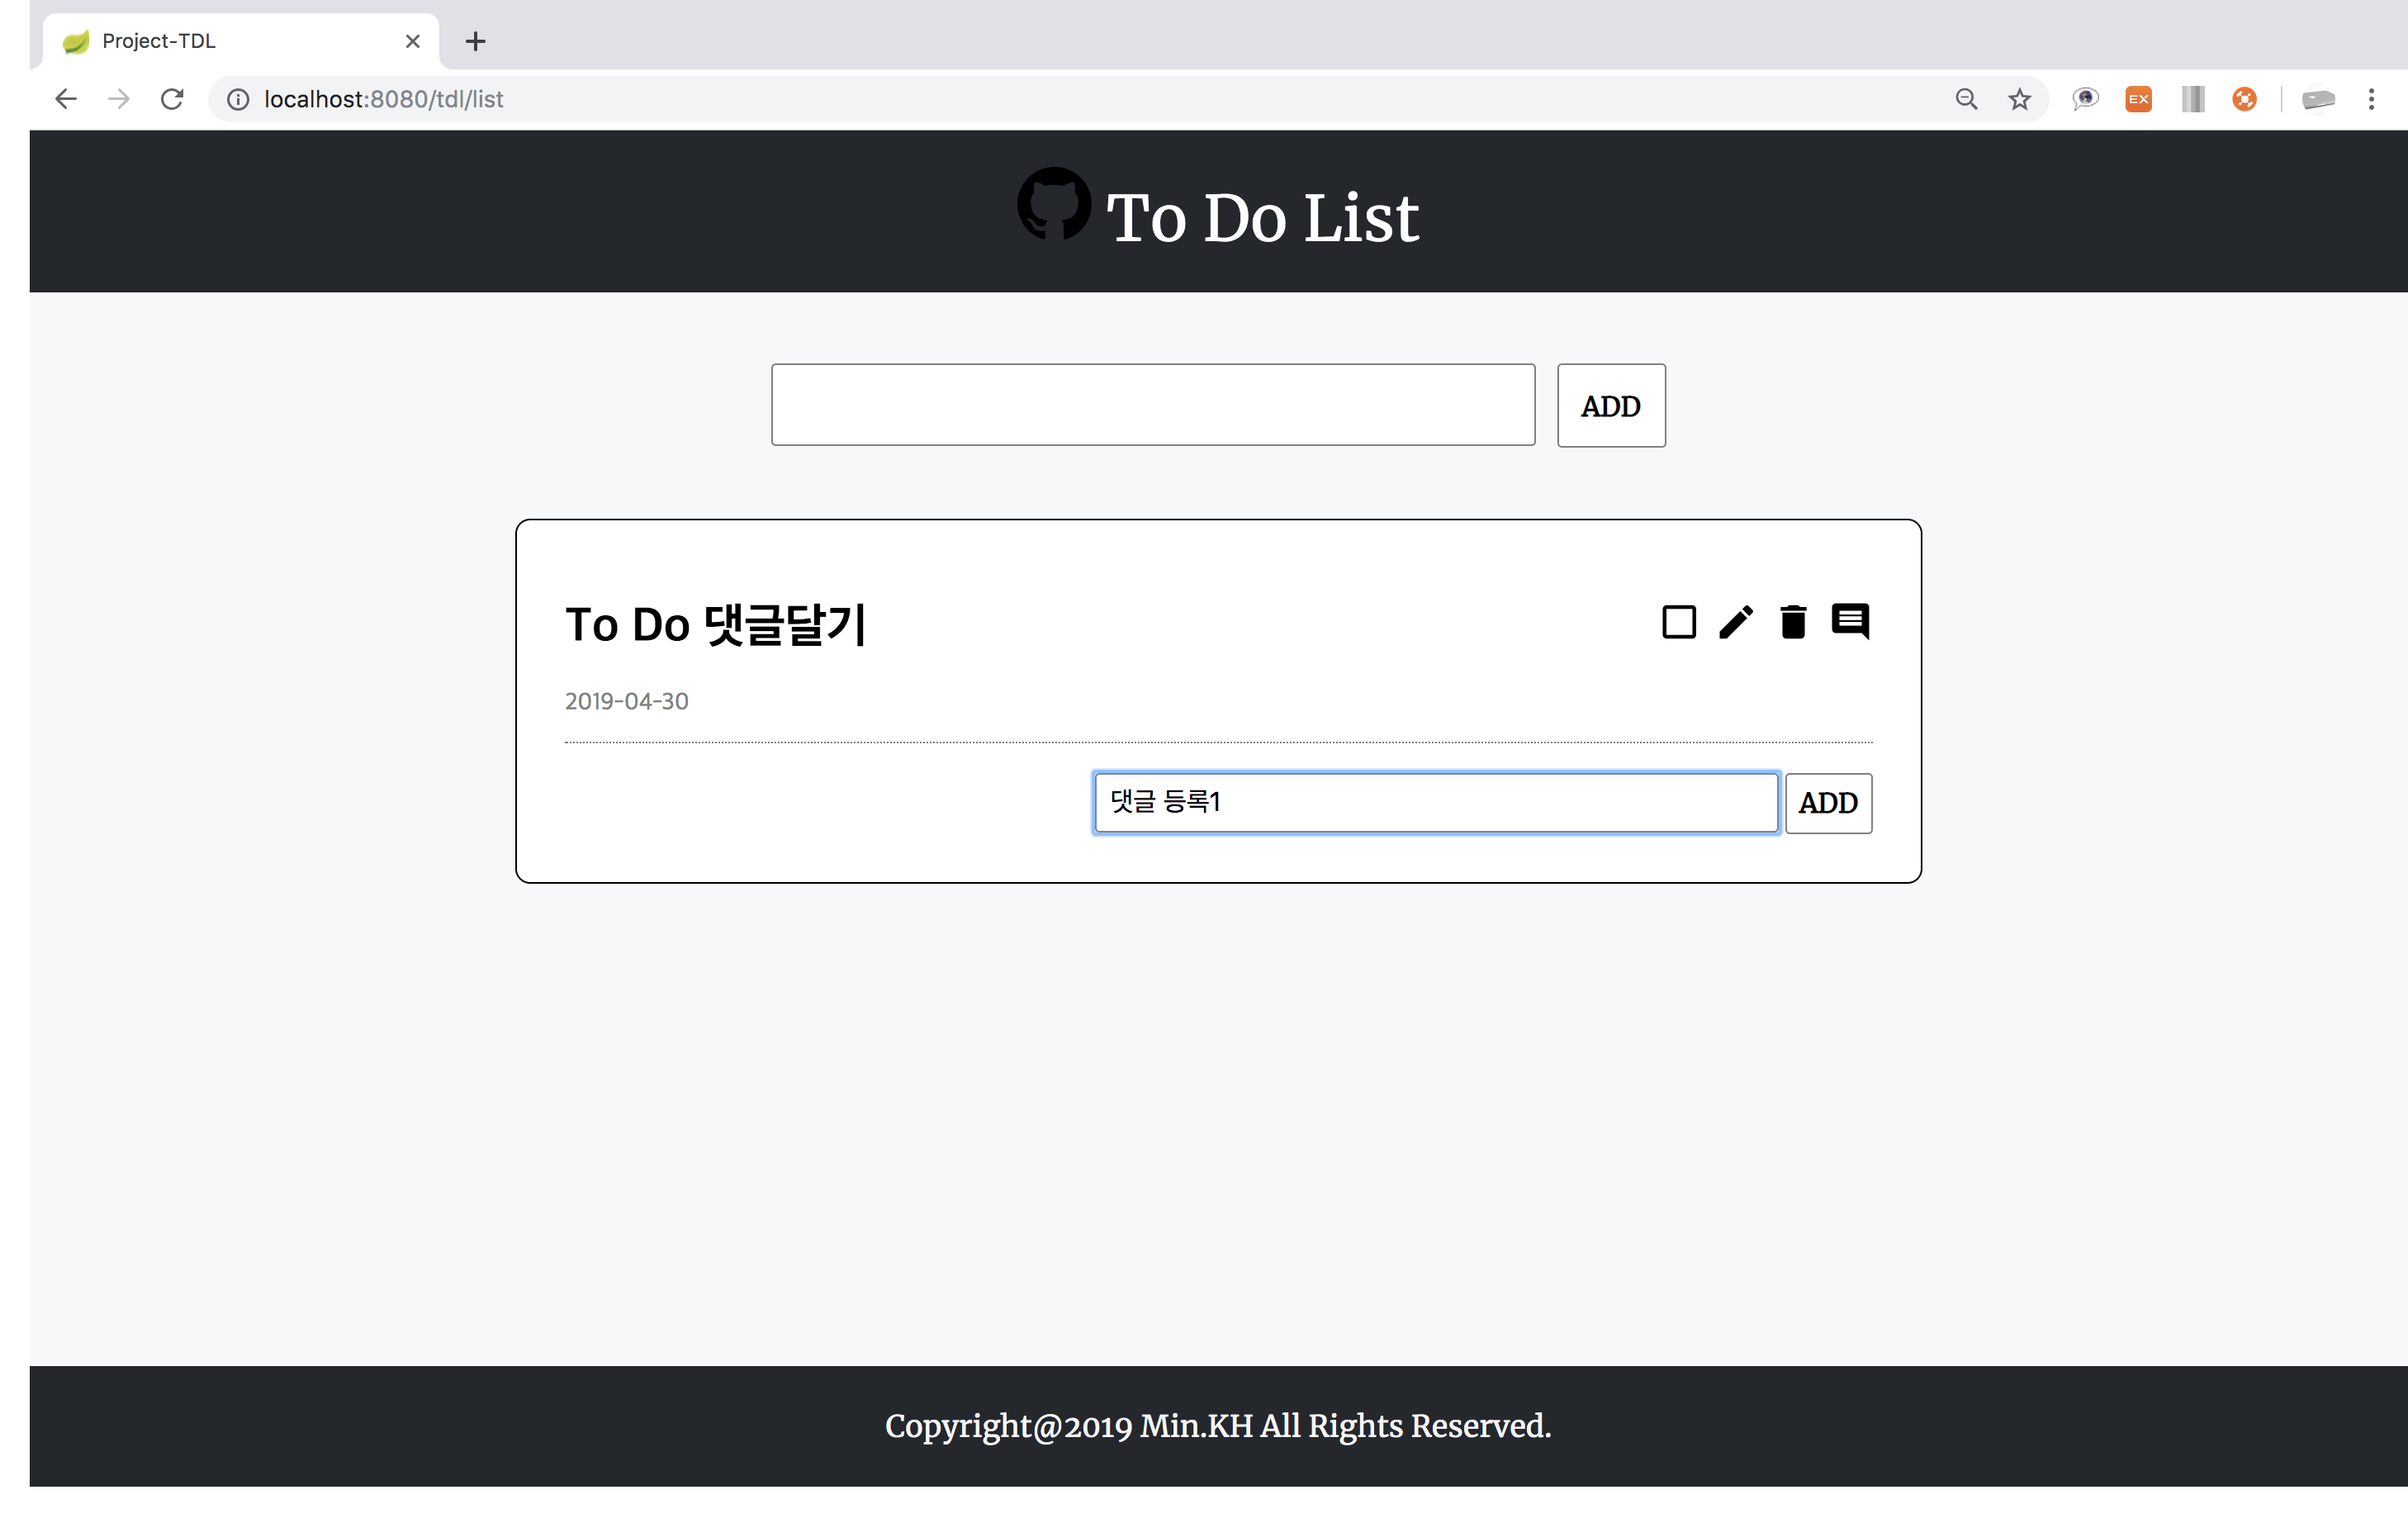 Project-TDL
localhost:8080/tdl/list
EX
To Do List
ADD
To Do 댓글달기
2019-04-30
댓글 등록1
ADD
Copyright@2019 Min.KH All Rights Reserved.